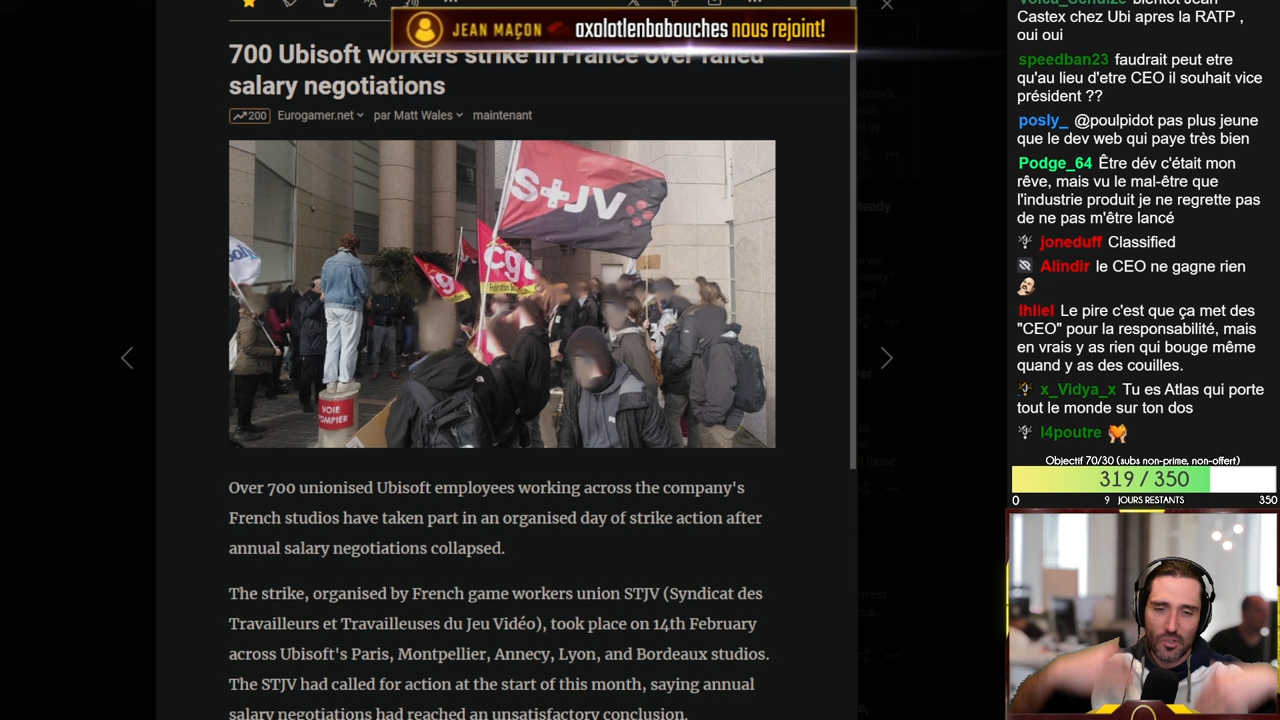 JEAN MAÇON axolotlenbabouches nous rejoint!
700 Ubisoft workers strike in France over failed
salary negotiations
200 Eurogamer.net par Matt Wales maintenant
S+JV
cgt
cgt
VOIE
POMPIER
Over 700 unionised Ubisoft employees working across the company's
French studios have taken part in an organised day of strike action after
annual salary negotiations collapsed.
The strike, organised by French game workers union STJV (Syndicat des
Travailleurs et Travailleuses du Jeu Vidéo), took place on 14th February
across Ubisoft's Paris, Montpellier, Annecy, Lyon, and Bordeaux studios.
The STJV had called for action at the start of this month, saying annual
salary negotiations had reached an unsatisfactory conclusion.
Castex chez Ubi apres la RATP ,
oui oui
speedban23 faudrait peut etre
qu'au lieu d'etre CEO il souhait vice
président ??
posly_ @poulpidot pas plus jeune
que le dev web qui paye très bien
Podge_64 Être dév c'était mon
rêve, mais vu le mal-être que
l'industrie produit je ne regrette pas
de ne pas m'être lancé
joneduff Classified
Alindir le CEO ne gagne rien
Ihliel Le pire c'est que ça met des
"CEO" pour la responsabilité, mais
en vrais y as rien qui bouge même
quand y as des couilles.
x_Vidya_x Tu es Atlas qui porte
tout le monde sur ton dos
l4poutre
Objectif 70/30 (subs non-prime, non-offert)
319 / 350
0 9 JOURS RESTANTS 350